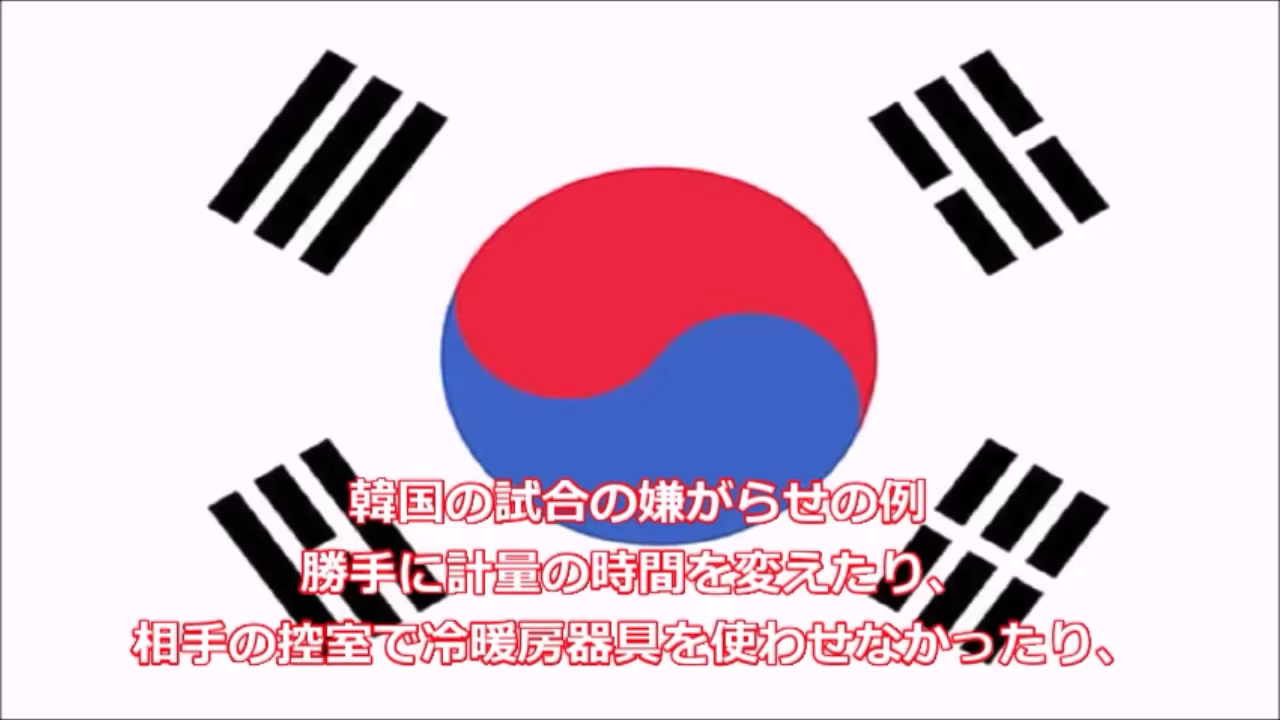 韓国の試合の嫌がらせの例
勝手に計量の時間を変えたり、
相手の控室で冷暖房器具を使わせなかったり、